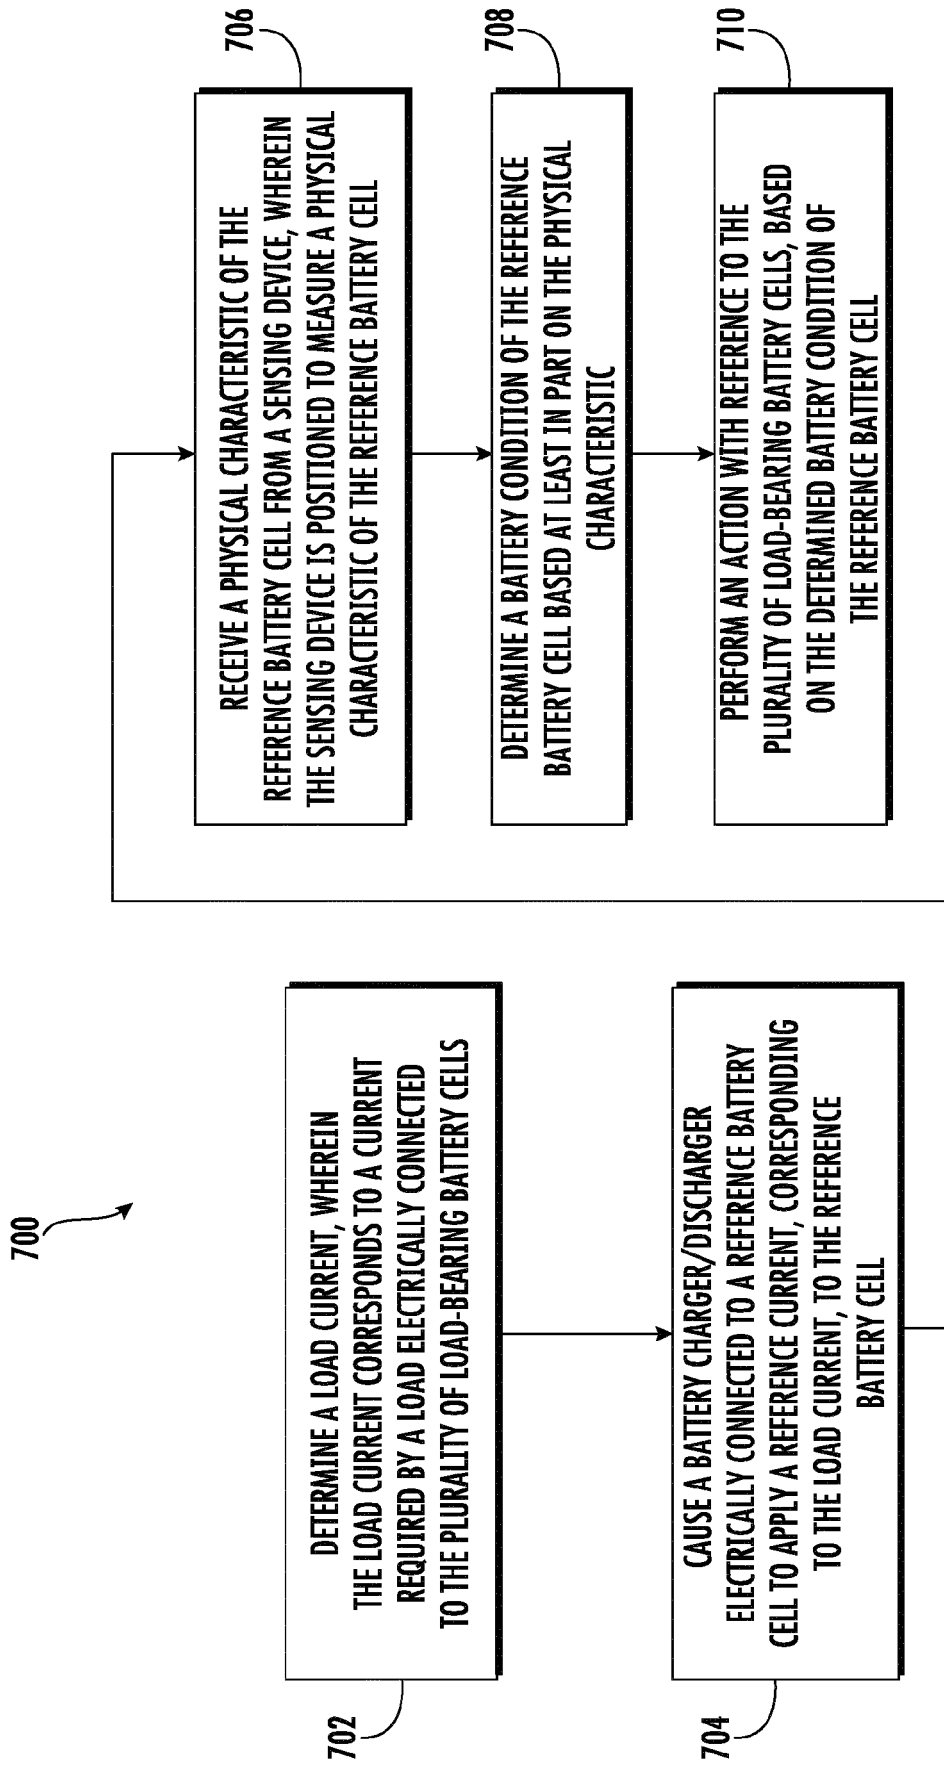 700
702
DETERMINE A LOAD CURRENT, WHEREIN
THE LOAD CURRENT CORRESPONDS TO A CURRENT
REQUIRED BY A LOAD ELECTRICALLY CONNECTED
TO THE PLURALITY OF LOAD-BEARING BATTERY CELLS
704
CAUSE A BATTERY CHARGER/DISCHARGER
ELECTRICALLY CONNECTED TO A REFERENCE BATTERY
CELL TO APPLY A REFERENCE CURRENT, CORRESPONDING
TO THE LOAD CURRENT, TO THE REFERENCE
BATTERY CELL
706
RECEIVE A PHYSICAL CHARACTERISTIC OF THE
REFERENCE BATTERY CELL FROM A SENSING DEVICE, WHEREIN
THE SENSING DEVICE IS POSITIONED TO MEASURE A PHYSICAL
CHARACTERISTIC OF THE REFERENCE BATTERY CELL
708
DETERMINE A BATTERY CONDITION OF THE REFERENCE
BATTERY CELL BASED AT LEAST IN PART ON THE PHYSICAL
CHARACTERISTIC
710
PERFORM AN ACTION WITH REFERENCE TO THE
PLURALITY OF LOAD-BEARING BATTERY CELLS, BASED
ON THE DETERMINED BATTERY CONDITION OF
THE REFERENCE BATTERY CELL